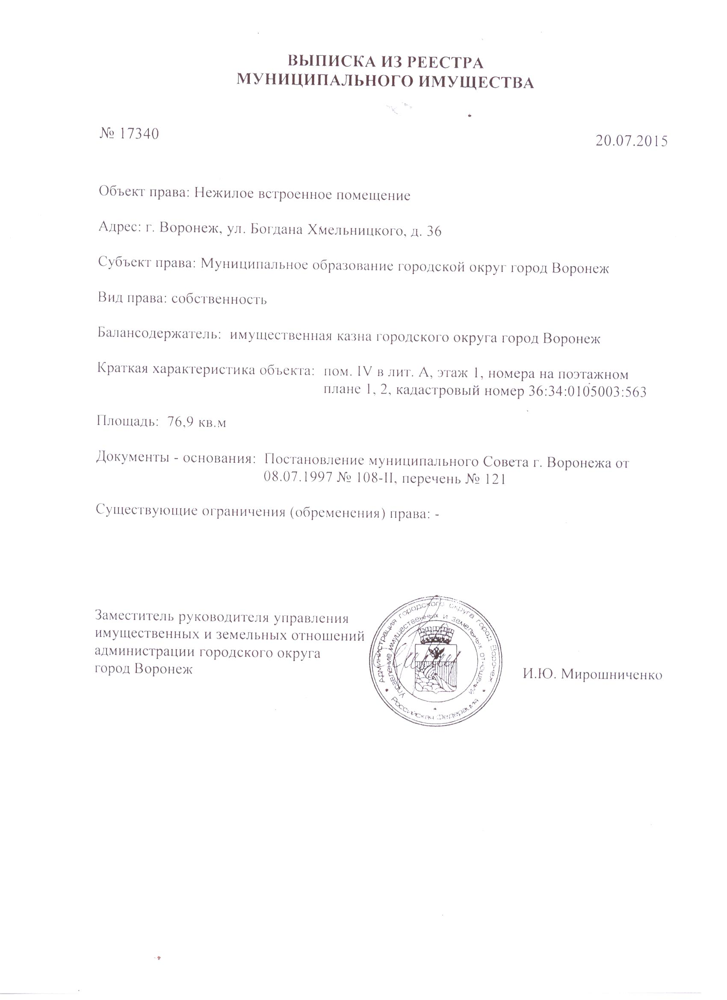 ВЫПИСКА ИЗ РЕЕСТРА
МУНИЦИПАЛЬНОГО ИМУЩЕСТВА
№ 17340
20.07.2015
Объект права: Нежилое встроенное помещение
Адрес: г. Воронеж, ул. Богдана Хмельницкого, д. 36
Субъект права: Муниципальное образование городской округ город Воронеж
Вид права: собственность
Балансодержатель: имущественная казна городского округа город Воронеж
Краткая характеристика объекта: пом. IV в лит. А, этаж 1, номера на поэтажном
плане 1, 2, кадастровый номер 36:34:0105003:563
Площадь: 76,9 кв.м
Документы - основания: Постановление муниципального Совета г. Воронежа от
08.07.1997 № 108-II, перечень № 121
Существующие ограничения (обременения) права: -
Заместитель руководителя управления
имущественных и земельных отношений
администрации городского округа
город Воронеж
И.Ю. Мирошниченко
Администрация городского округа город Воронеж
Российская Федерация
Управление имущественных и земельных отношений